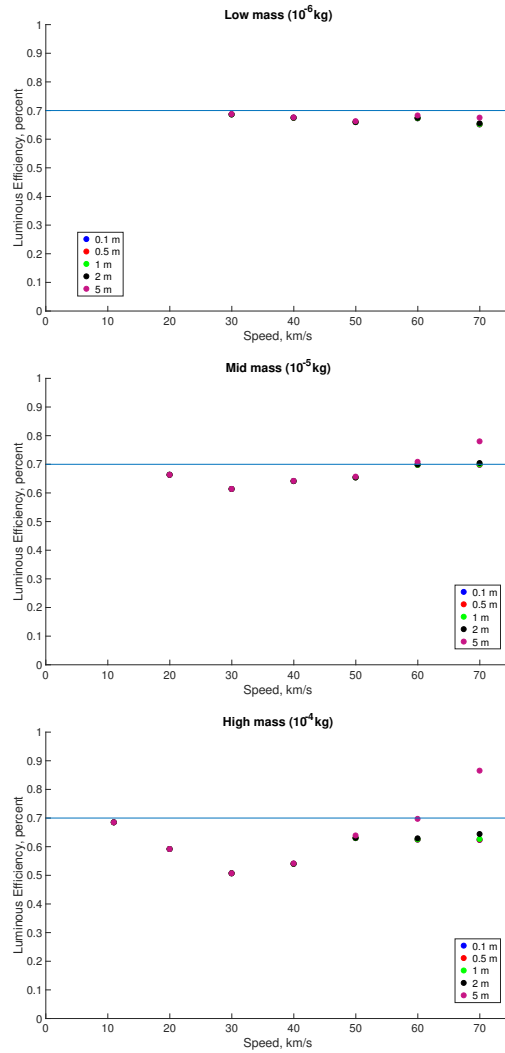 Low mass (10⁻⁶kg)
1
0.9
0.8
0.7
0.6
0.5
0.4
0.3
0.2
0.1
0
Luminous Efficiency, percent
0.1 m
0.5 m
1 m
2 m
5 m
0 10 20 30 40 50 60 70
Speed, km/s
Mid mass (10⁻⁵kg)
1
0.9
0.8
0.7
0.6
0.5
0.4
0.3
0.2
0.1
0
Luminous Efficiency, percent
0.1 m
0.5 m
1 m
2 m
5 m
0 10 20 30 40 50 60 70
Speed, km/s
High mass (10⁻⁴kg)
1
0.9
0.8
0.7
0.6
0.5
0.4
0.3
0.2
0.1
0
Luminous Efficiency, percent
0.1 m
0.5 m
1 m
2 m
5 m
0 10 20 30 40 50 60 70
Speed, km/s